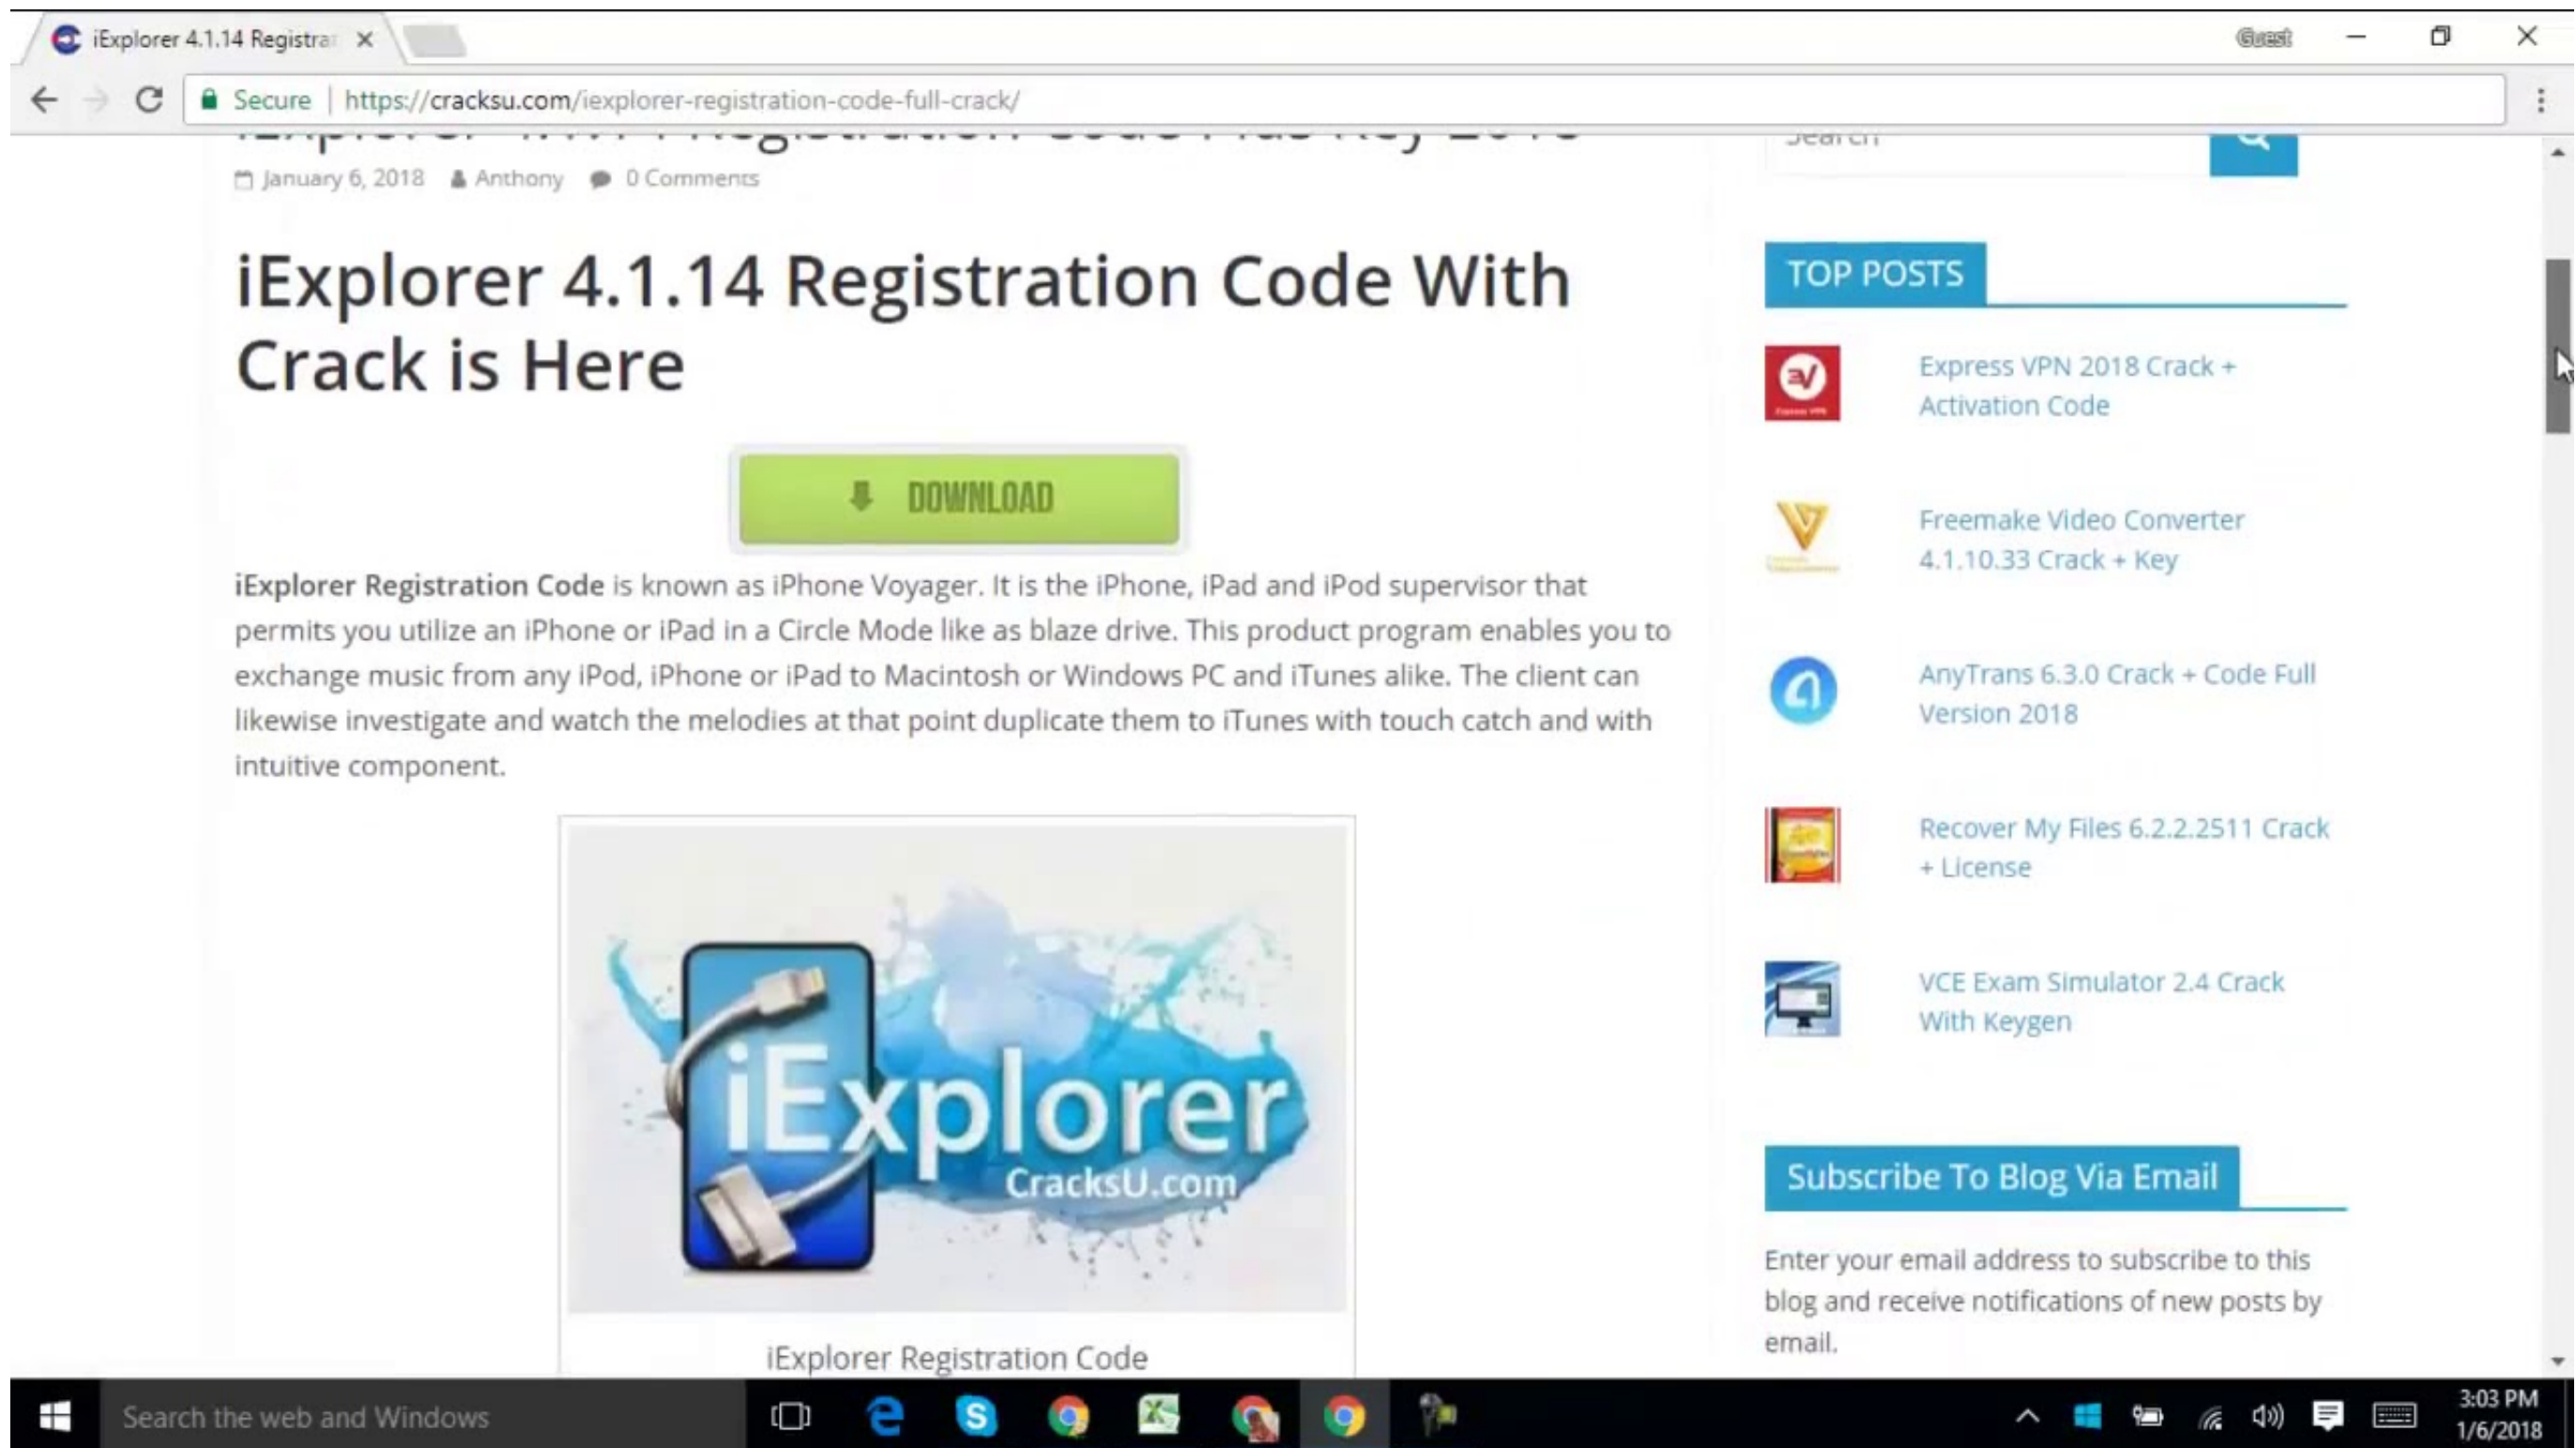 iExplorer 4.1.14 Registrat
Guest
Secure
https://cracksu.com/iexplorer-registration-code-full-crack/
Search
January 6, 2018 Anthony 0 Comments
iExplorer 4.1.14 Registration Code With
Crack is Here
DOWNLOAD
iExplorer Registration Code is known as iPhone Voyager. It is the iPhone, iPad and iPod supervisor that
permits you utilize an iPhone or iPad in a Circle Mode like as blaze drive. This product program enables you to
exchange music from any iPod, iPhone or iPad to Macintosh or Windows PC and iTunes alike. The client can
likewise investigate and watch the melodies at that point duplicate them to iTunes with touch catch and with
intuitive component.
iExplorer
CracksU.com
iExplorer Registration Code
TOP POSTS
Express VPN 2018 Crack +
Activation Code
Freemake Video Converter
4.1.10.33 Crack + Key
AnyTrans 6.3.0 Crack + Code Full
Version 2018
Recover My Files 6.2.2.2511 Crack
+ License
VCE Exam Simulator 2.4 Crack
With Keygen
Subscribe To Blog Via Email
Enter your email address to subscribe to this
blog and receive notifications of new posts by
email.
Search the web and Windows
3:03 PM
1/6/2018